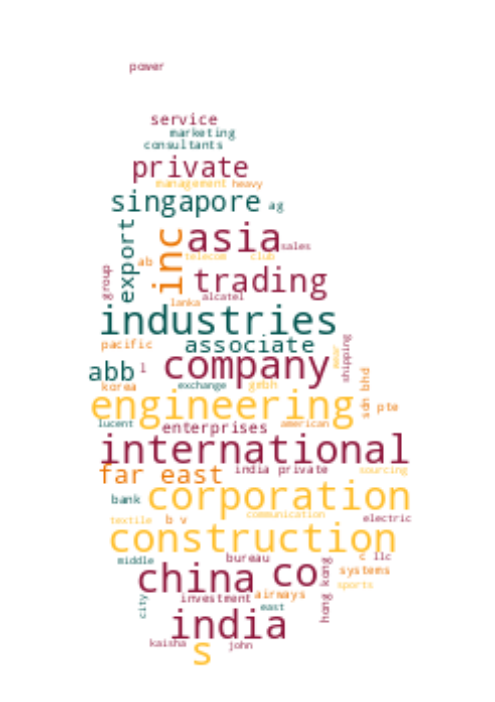 power
service
marketing
consultants
private
management heavy
singapore ag
export
inc
asia
sales
ab
telecom club
group
trading
lanka alcatel
industries
pacific
associate
shipping
abb l
company
korea
exchange gmbh
sdn bhd
engineering
pte
lucent
enterprises american
international
far east
india private
sourcing
bank
corporation
communication
textile b v
electric
construction
middle
bureau
c llc
china
co
hong kong
systems
sports
city
investment
airways
east
india
kaisha
s
john